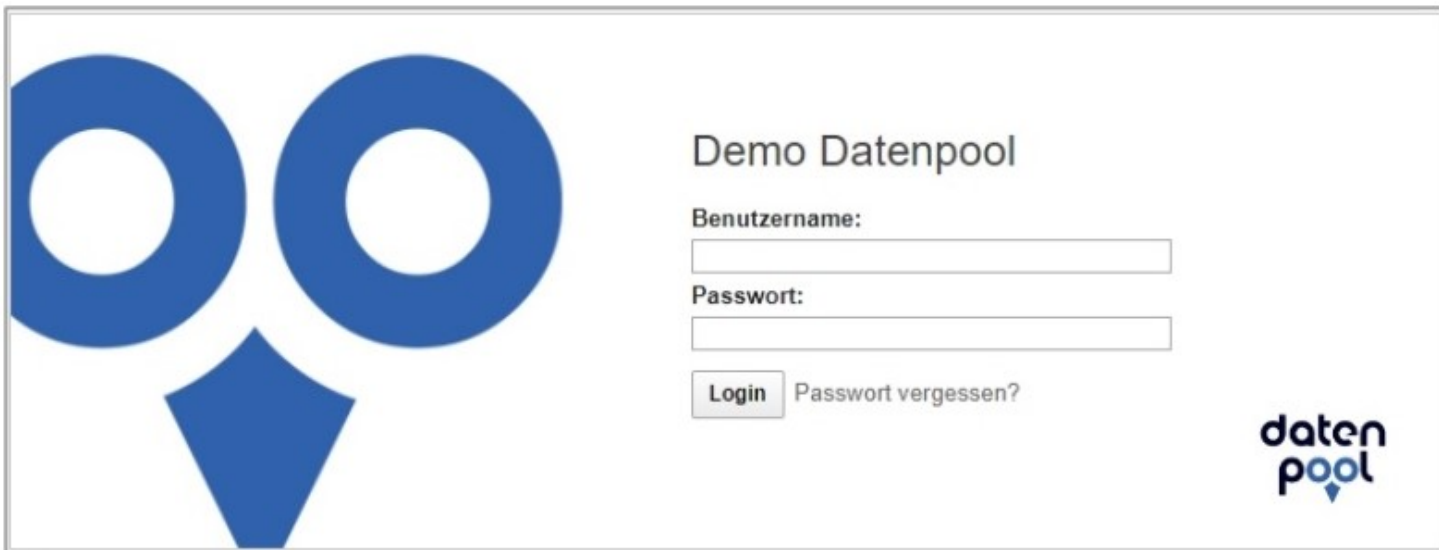 Demo Datenpool
Benutzername:
Passwort:
Login Passwort vergessen?
daten
pool